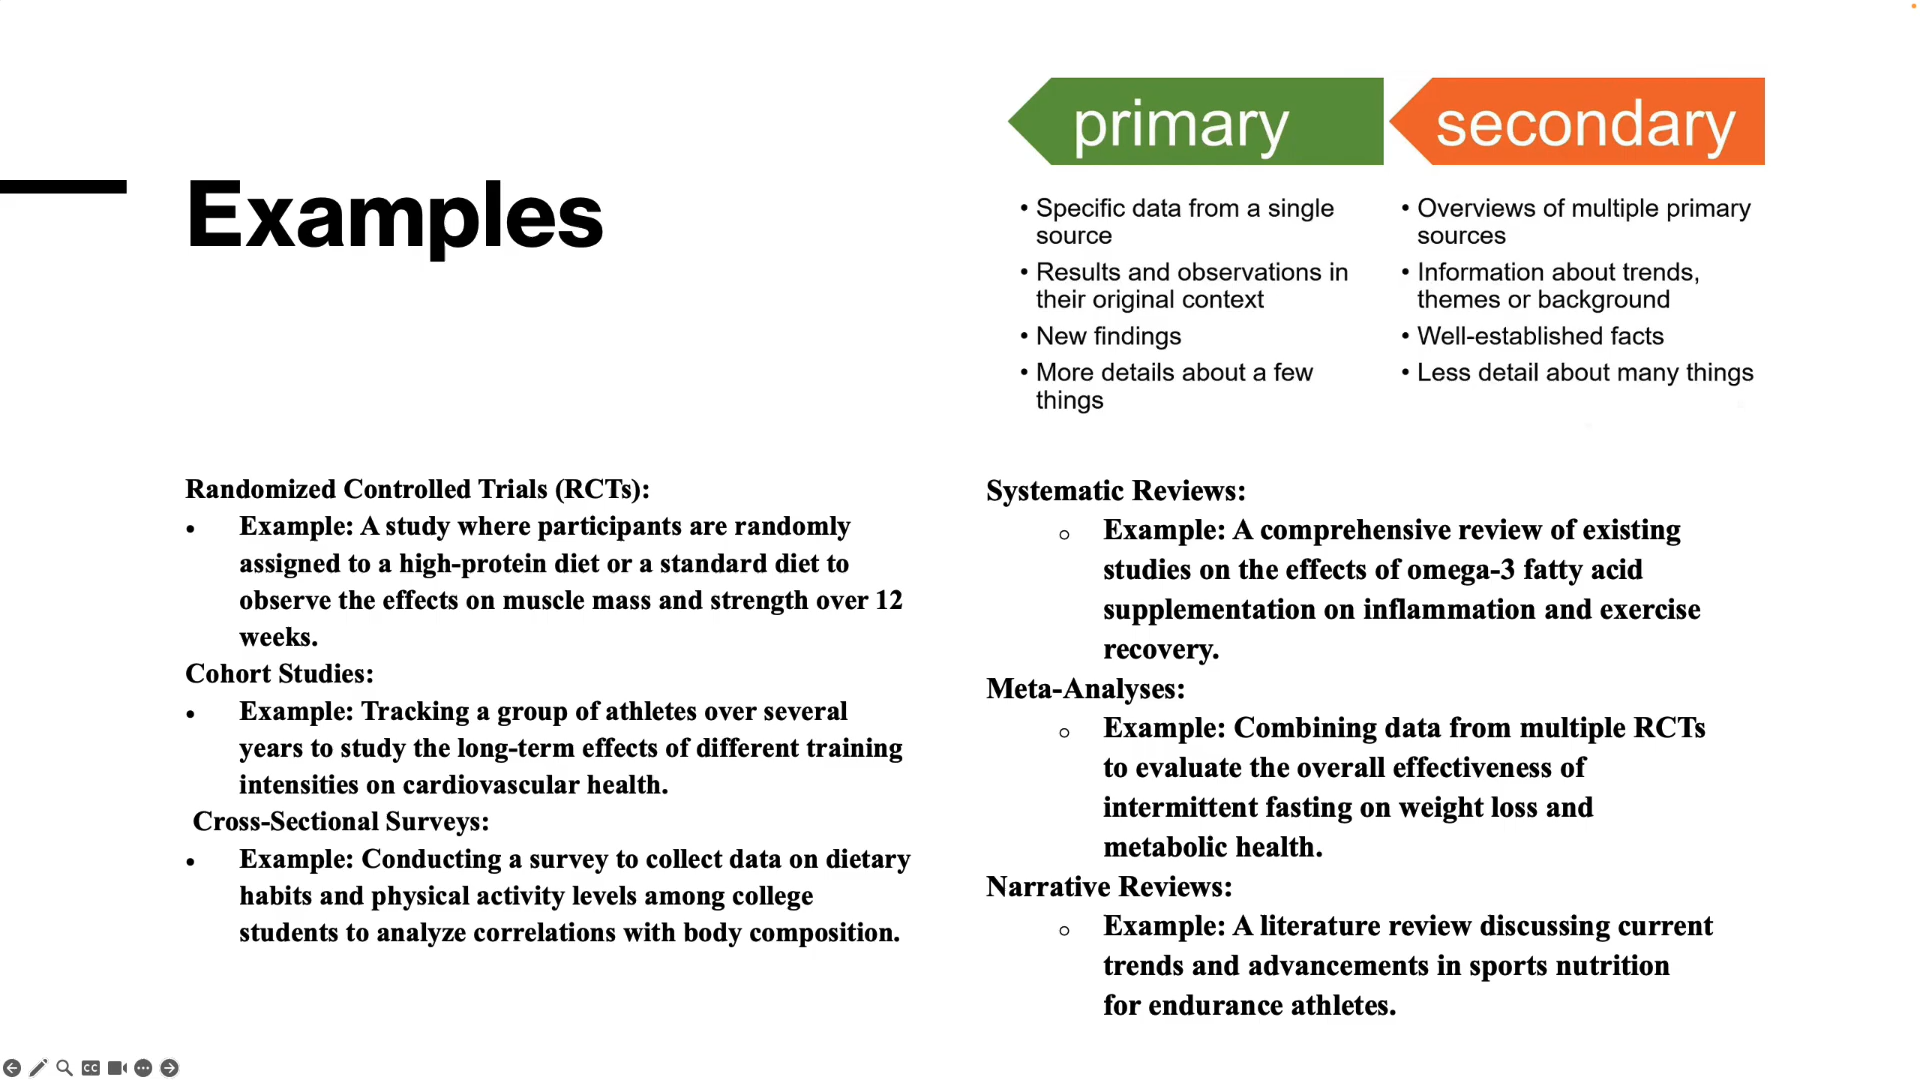 Examples
primary
• Specific data from a single
source
• Results and observations in
their original context
• New findings
• More details about a few
things
secondary
• Overviews of multiple primary
sources
• Information about trends,
themes or background
• Well-established facts
• Less detail about many things
Randomized Controlled Trials (RCTs):
• Example: A study where participants are randomly
assigned to a high-protein diet or a standard diet to
observe the effects on muscle mass and strength over 12
weeks.
Cohort Studies:
• Example: Tracking a group of athletes over several
years to study the long-term effects of different training
intensities on cardiovascular health.
Cross-Sectional Surveys:
• Example: Conducting a survey to collect data on dietary
habits and physical activity levels among college
students to analyze correlations with body composition.
Systematic Reviews:
○ Example: A comprehensive review of existing
studies on the effects of omega-3 fatty acid
supplementation on inflammation and exercise
recovery.
Meta-Analyses:
○ Example: Combining data from multiple RCTs
to evaluate the overall effectiveness of
intermittent fasting on weight loss and
metabolic health.
Narrative Reviews:
○ Example: A literature review discussing current
trends and advancements in sports nutrition
for endurance athletes.
CC